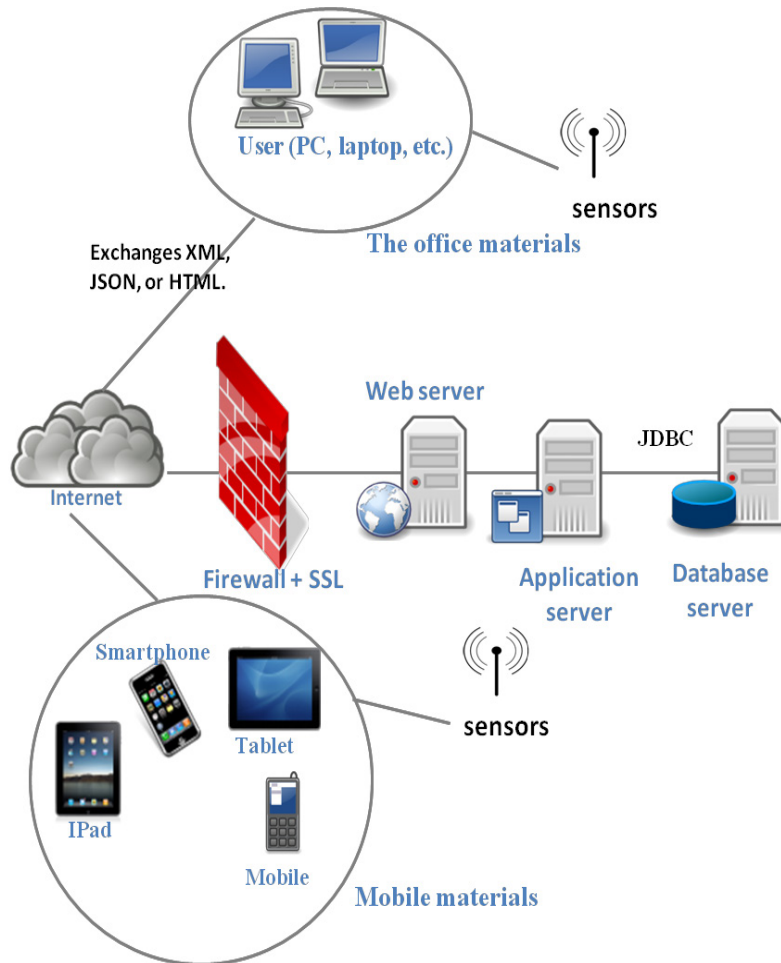 User (PC, laptop, etc.)
sensors
The office materials
Exchanges XML,
JSON, or HTML.
Web server
JDBC
Internet
Firewall + SSL
Application
server
Database
server
Smartphone
Tablet
sensors
IPad
Mobile
Mobile materials